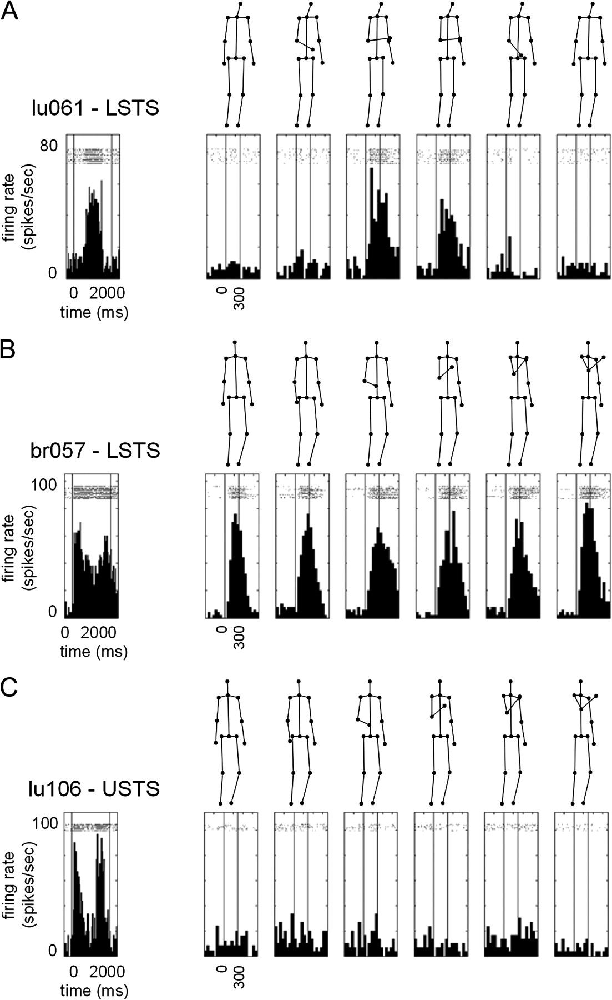 A
lu061 - LSTS
80
0
firing rate
(spikes/sec)
0 2000
time (ms)
0
300
B
br057 - LSTS
100
0
firing rate
(spikes/sec)
0 2000
time (ms)
0
300
C
lu106 - USTS
100
0
firing rate
(spikes/sec)
0 2000
time (ms)
0
300